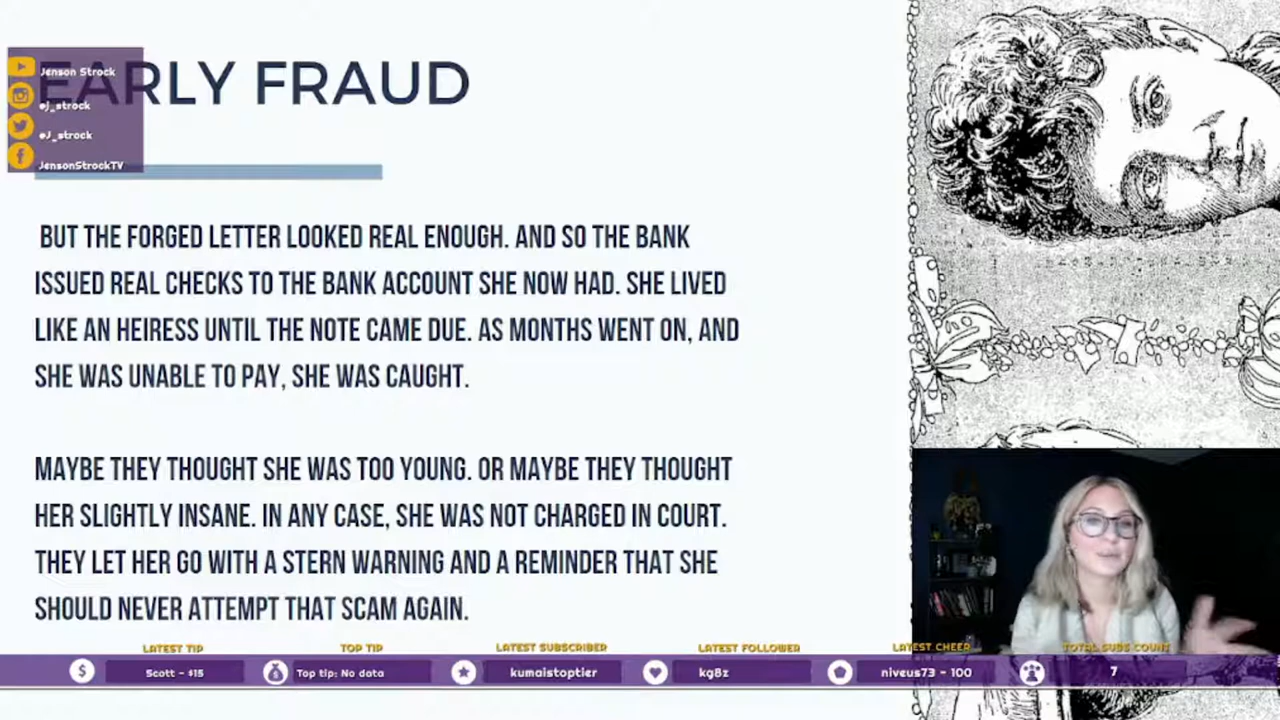 EARLY FRAUD
Jenson Strock
@j_strock
@J_strock
JensonStrockTV
BUT THE FORGED LETTER LOOKED REAL ENOUGH. AND SO THE BANK
ISSUED REAL CHECKS TO THE BANK ACCOUNT SHE NOW HAD. SHE LIVED
LIKE AN HEIRESS UNTIL THE NOTE CAME DUE. AS MONTHS WENT ON, AND
SHE WAS UNABLE TO PAY, SHE WAS CAUGHT.
MAYBE THEY THOUGHT SHE WAS TOO YOUNG. OR MAYBE THEY THOUGHT
HER SLIGHTLY INSANE. IN ANY CASE, SHE WAS NOT CHARGED IN COURT.
THEY LET HER GO WITH A STERN WARNING AND A REMINDER THAT SHE
SHOULD NEVER ATTEMPT THAT SCAM AGAIN.
LATEST TIP
Scott - $15
TOP TIP
Top tip: No data
LATEST SUBSCRIBER
kumaistoptier
LATEST FOLLOWER
kg8z
LATEST CHEER
niveus73 - 100
TOTAL SUBS COUNT
7